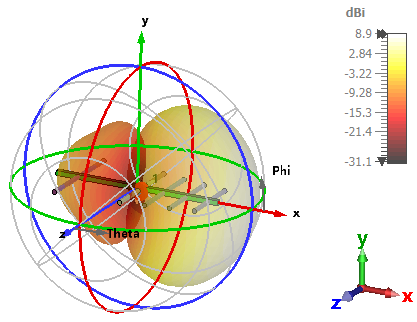 dBi
8.9
2.84
-3.22
-9.28
-15.3
-21.4
-31.1
y
Phi
x
z
Theta
y
x
z